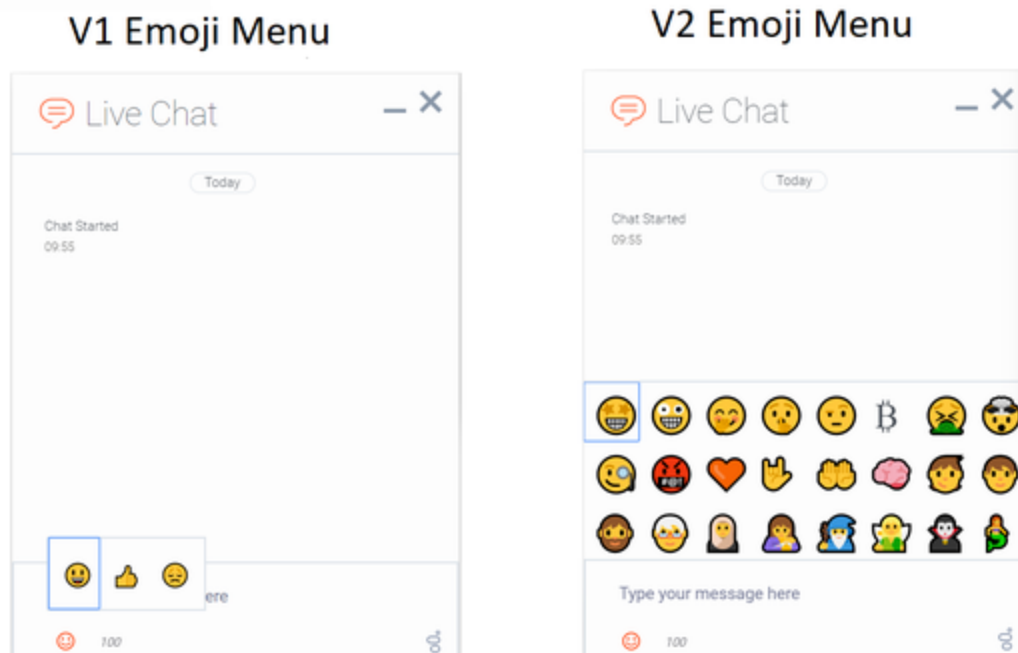 V1 Emoji Menu
Live Chat
Today
Chat Started
09:55
ere
100
V2 Emoji Menu
Live Chat
Today
Chat Started
09:55
Type your message here
100